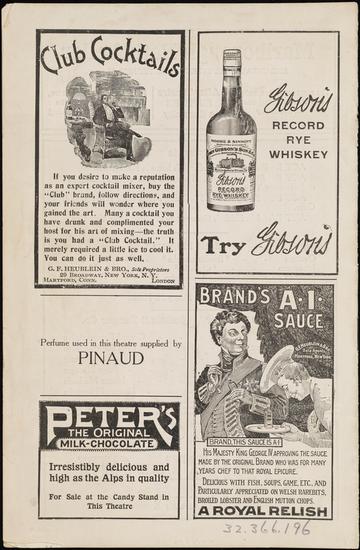 Club Cocktails
If you desire to make a reputation
as an expert cocktail mixer, buy the
"Club" brand, follow directions, and
your friends will wonder where you
gained the art. Many a cocktail you
have drunk and complimented your
host for his art of mixing—the truth
is you had a "Club Cocktail." It
merely required a little ice to cool it.
You can do it just as well.
G. F. HEUBLEIN & BRO., Sole Proprietors
29 BROADWAY, NEW YORK, N. Y.
HARTFORD, CONN. LONDON
Perfume used in this theatre supplied by
PINAUD
PETER'S
THE ORIGINAL
MILK-CHOCOLATE
Irresistibly delicious and
high as the Alps in quality
For Sale at the Candy Stand in
This Theatre
Gibson's
RECORD
RYE
WHISKEY
Gibson's
RECORD
RYE WHISKEY
Try Gibson's
BRAND'S A·1·
SAUCE
G.F. HEUBLEIN & BRO.
BRAND, THIS SAUCE IS A·1
HIS MAJESTY KING GEORGE IV APPROVING THE SAUCE
MADE BY THE ORIGINAL BRAND WHO WAS FOR MANY
YEARS CHEF TO THAT ROYAL EPICURE.
DELICIOUS WITH FISH, SOUPS, GAME, ETC., AND
PARTICULARLY APPRECIATED ON WELSH RAREBITS,
BROILED LOBSTER AND ENGLISH MUTTON CHOPS.
A ROYAL RELISH
32.366.196